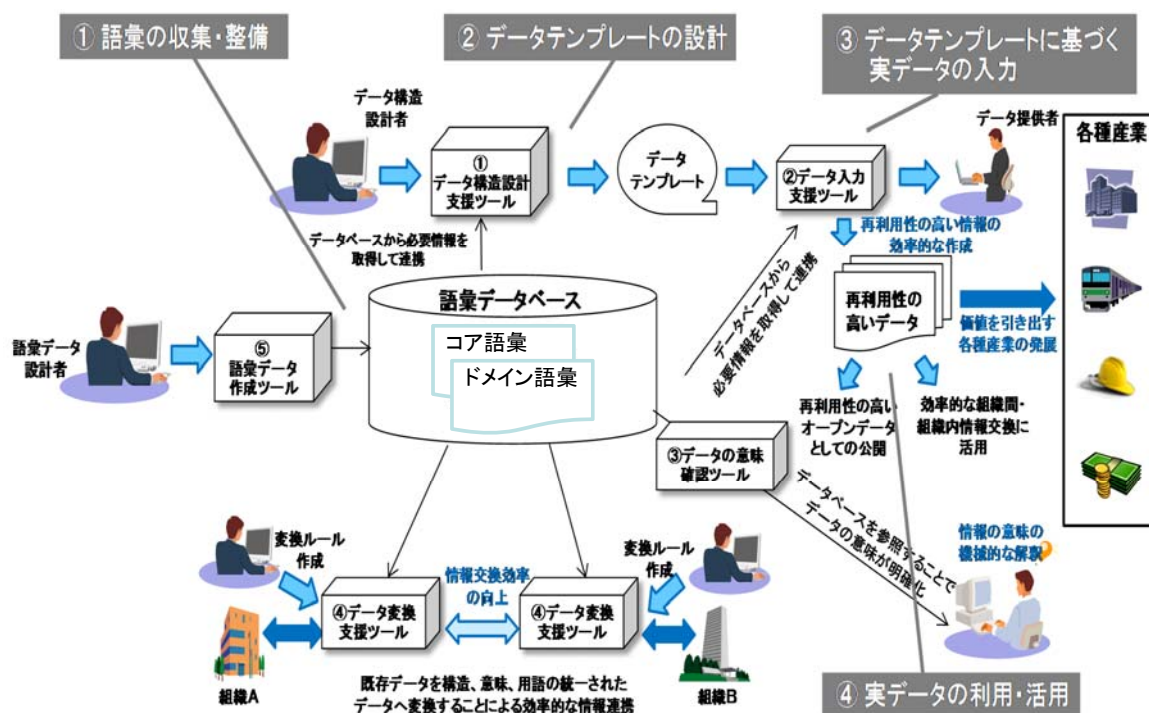 ① 語彙の収集・整備
② データテンプレートの設計
③ データテンプレートに基づく
実データの入力
データ構造
設計者
①
データ構造設計
支援ツール
データ
テンプレート
②データ入力
支援ツール
データ提供者
各種産業
データベースから必要情報を
取得して連携
再利用性の高い情報の
効率的な作成
データベースから
必要情報を取得して連携
語彙データベース
コア語彙
ドメイン語彙
再利用性の
高いデータ
価値を引き出す
各種産業の発展
語彙データ
設計者
⑤
語彙データ
作成ツール
再利用性の高い
オープンデータ
としての公開
効率的な組織間・
組織内情報交換に
活用
③データの意味
確認ツール
データベースを参照することで
データの意味が明確化
情報の意味の
機械的な解釈
変換ルール
作成
情報交換効率
の向上
変換ルール
作成
④データ変換
支援ツール
④データ変換
支援ツール
組織A
組織B
既存データを構造、意味、用語の統一された
データへ変換することによる効率的な情報連携
④ 実データの利用・活用